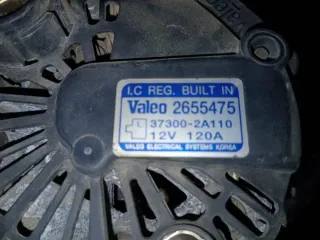 I.C REG. BUILT IN
Valeo 2655475
L 37300-2A110
12V 120A
VALEO ELECTRICAL SYSTEMS KOREA